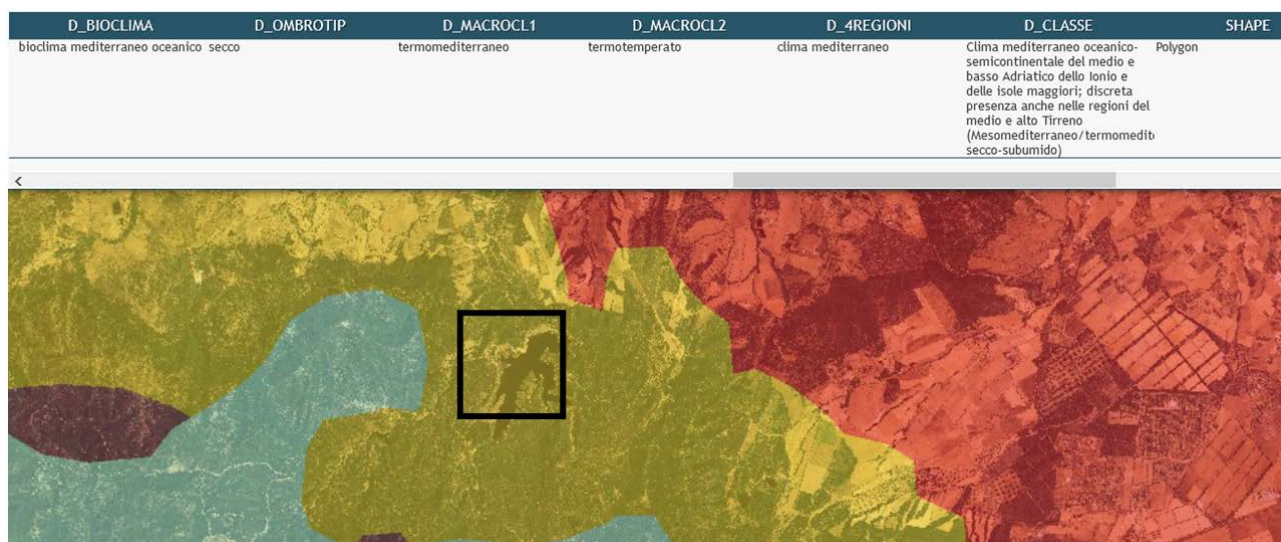 D_BIOCLIMA D_OMBROTIP D_MACROCL1 D_MACROCL2 D_4REGIONI D_CLASSE SHAPE
bioclima mediterraneo oceanico secco termomediterraneo termotemperato clima mediterraneo Clima mediterraneo oceanico- Polygon
semicontinentale del medio e
basso Adriatico dello Ionio e
delle isole maggiori; discreta
presenza anche nelle regioni del
medio e alto Tirreno
(Mesomediterraneo/termomedite
secco-subumido)